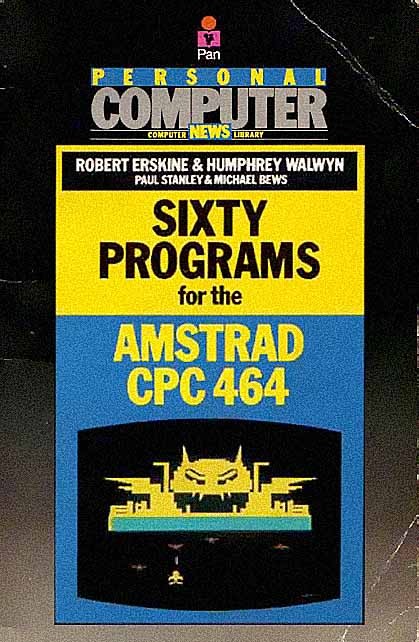 Pan
PERSONAL
COMPUTER
COMPUTER NEWS LIBRARY
ROBERT ERSKINE & HUMPHREY WALWYN
PAUL STANLEY & MICHAEL BEWS
SIXTY
PROGRAMS
for the
AMSTRAD
CPC 464